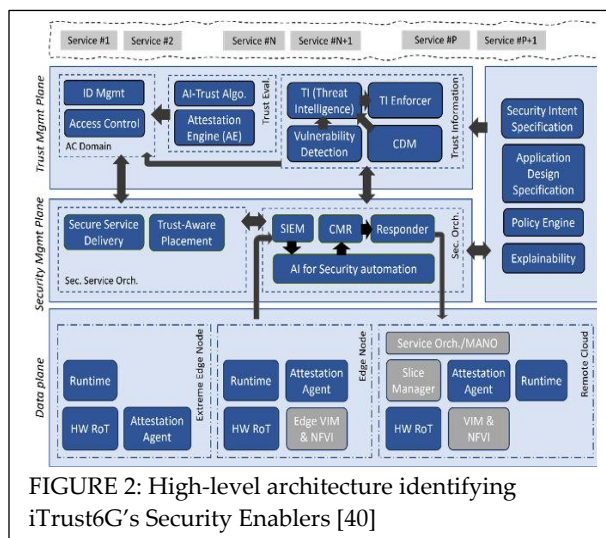 Service #1 Service #2 Service #N Service #N+1 Service #P Service #P+1
Trust Mgmt Plane
ID Mgmt
Access Control
AC Domain
AI-Trust Algo.
Attestation
Engine (AE)
Trust Eval.
TI (Threat
Intelligence)
TI Enforcer
Vulnerability
Detection
CDM
Trust Information
Security Intent
Specification
Application
Design
Specification
Policy Engine
Explainability
Security Mgmt Plane
Secure Service
Delivery
Trust-Aware
Placement
Sec. Service Orch.
SIEM
CMR
Responder
AI for Security automation
Sec. Orch.
Data plane
Runtime
HW RoT
Attestation
Agent
Extreme Edge Node
Runtime
Attestation
Agent
HW RoT
Edge VIM
& NFVI
Edge Node
Service Orch./MANO
Slice
Manager
Attestation
Agent
Runtime
HW RoT
VIM &
NFVI
Remote Cloud
FIGURE 2: High-level architecture identifying
iTrust6G's Security Enablers [40]